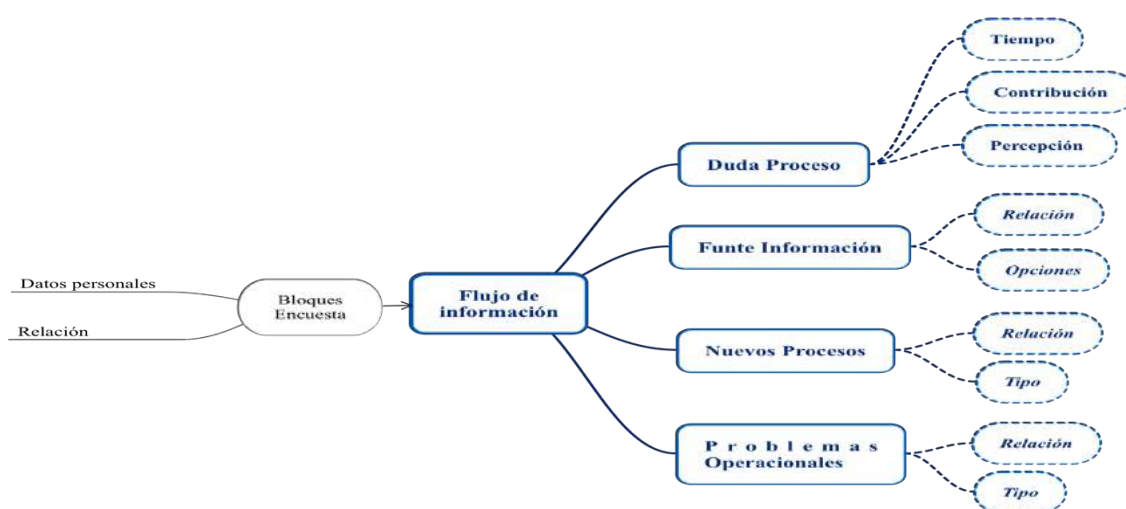 Datos personales
Relación
Bloques
Encuesta
Flujo de
información
Duda Proceso
Tiempo
Contribución
Percepción
Funte Información
Relación
Opciones
Nuevos Procesos
Relación
Tipo
Problemas
Operacionales
Relación
Tipo